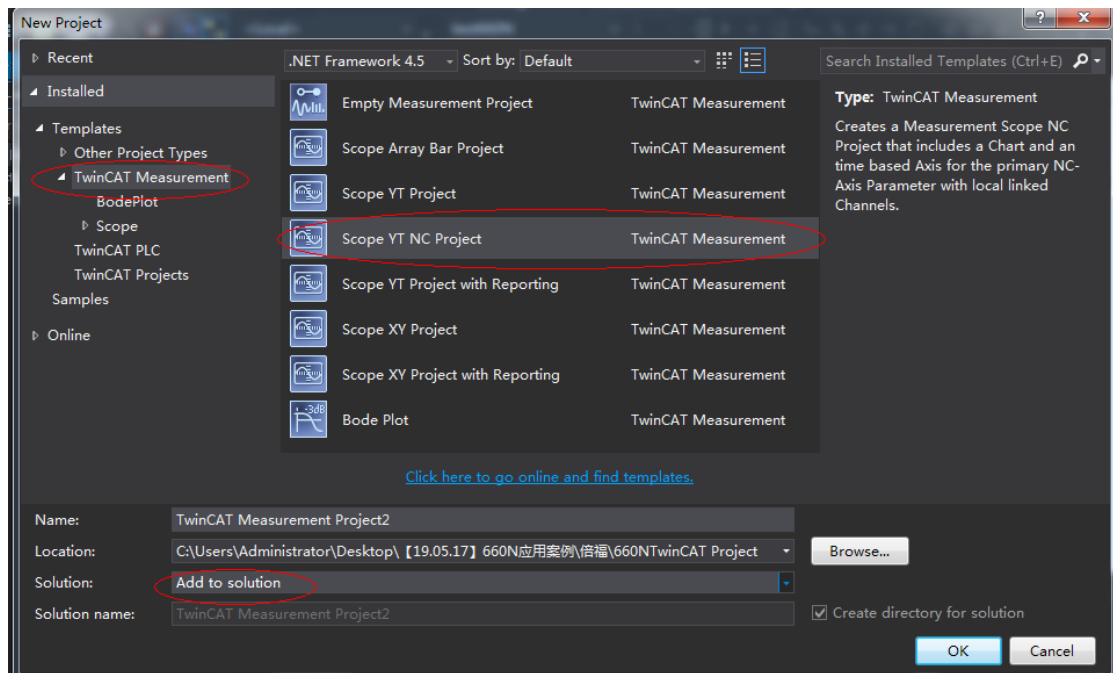 New Project
Recent
.NET Framework 4.5 Sort by: Default
Search Installed Templates (Ctrl+E)
Installed
Templates
Other Project Types
TwinCAT Measurement
BodePlot
Scope
TwinCAT PLC
TwinCAT Projects
Samples
Online
Empty Measurement Project TwinCAT Measurement
Scope Array Bar Project TwinCAT Measurement
Scope YT Project TwinCAT Measurement
Scope YT NC Project TwinCAT Measurement
Scope YT Project with Reporting TwinCAT Measurement
Scope XY Project TwinCAT Measurement
Scope XY Project with Reporting TwinCAT Measurement
-3dB
Bode Plot TwinCAT Measurement
Type: TwinCAT Measurement
Creates a Measurement Scope NC
Project that includes a Chart and an
time based Axis for the primary NC-
Axis Parameter with local linked
Channels.
Click here to go online and find templates.
Name: TwinCAT Measurement Project2
Location: C:\Users\Administrator\Desktop\【19.05.17】660N应用案例\倍福\660NTwinCAT Project
Browse...
Solution: Add to solution
Solution name: TwinCAT Measurement Project2
Create directory for solution
OK Cancel